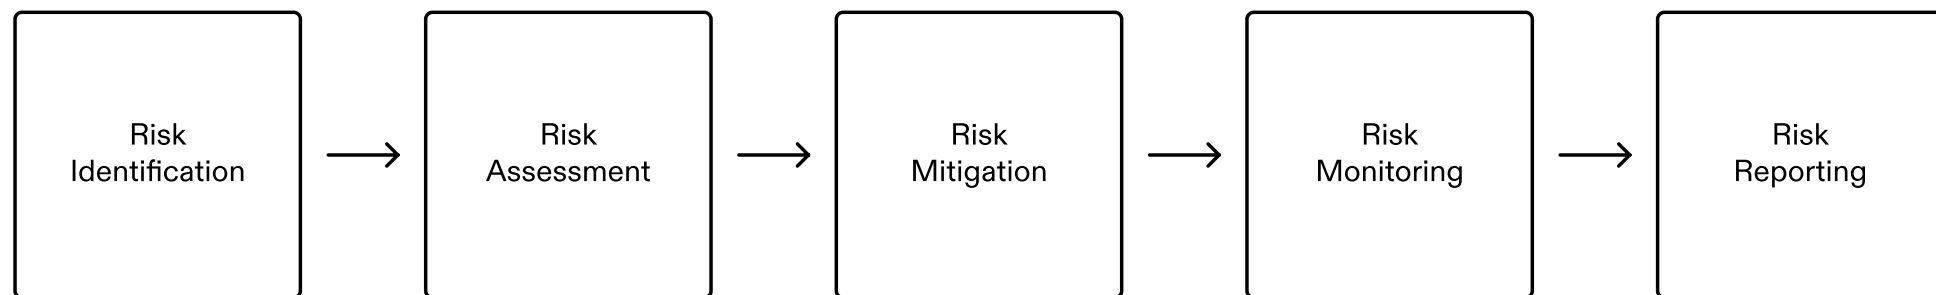 Risk
Identification
Risk
Assessment
Risk
Mitigation
Risk
Monitoring
Risk
Reporting